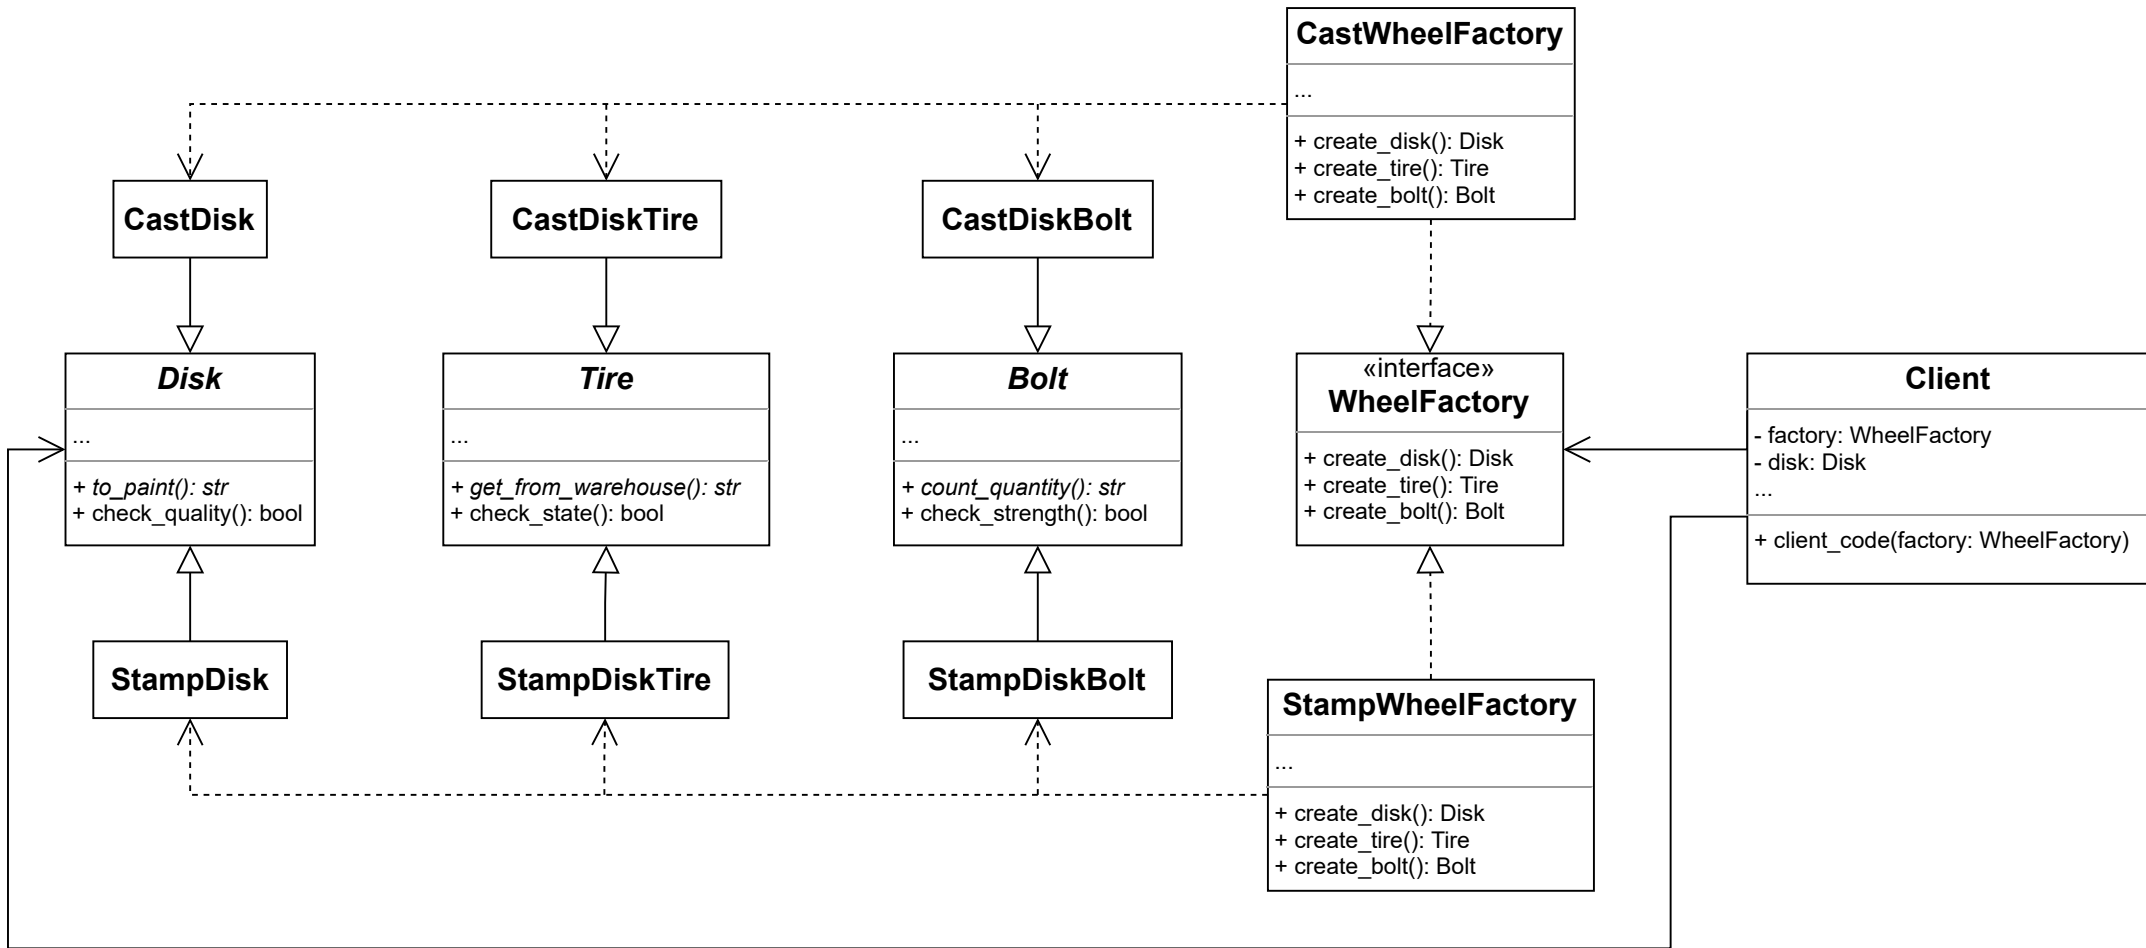 CastWheelFactory
...
+ create_disk(): Disk
+ create_tire(): Tire
+ create_bolt(): Bolt
CastDisk
CastDiskTire
CastDiskBolt
Disk
...
+ to_paint(): str
+ check_quality(): bool
Tire
...
+ get_from_warehouse(): str
+ check_state(): bool
Bolt
...
+ count_quantity(): str
+ check_strength(): bool
«interface»
WheelFactory
+ create_disk(): Disk
+ create_tire(): Tire
+ create_bolt(): Bolt
Client
- factory: WheelFactory
- disk: Disk
...
+ client_code(factory: WheelFactory)
StampDisk
StampDiskTire
StampDiskBolt
StampWheelFactory
...
+ create_disk(): Disk
+ create_tire(): Tire
+ create_bolt(): Bolt